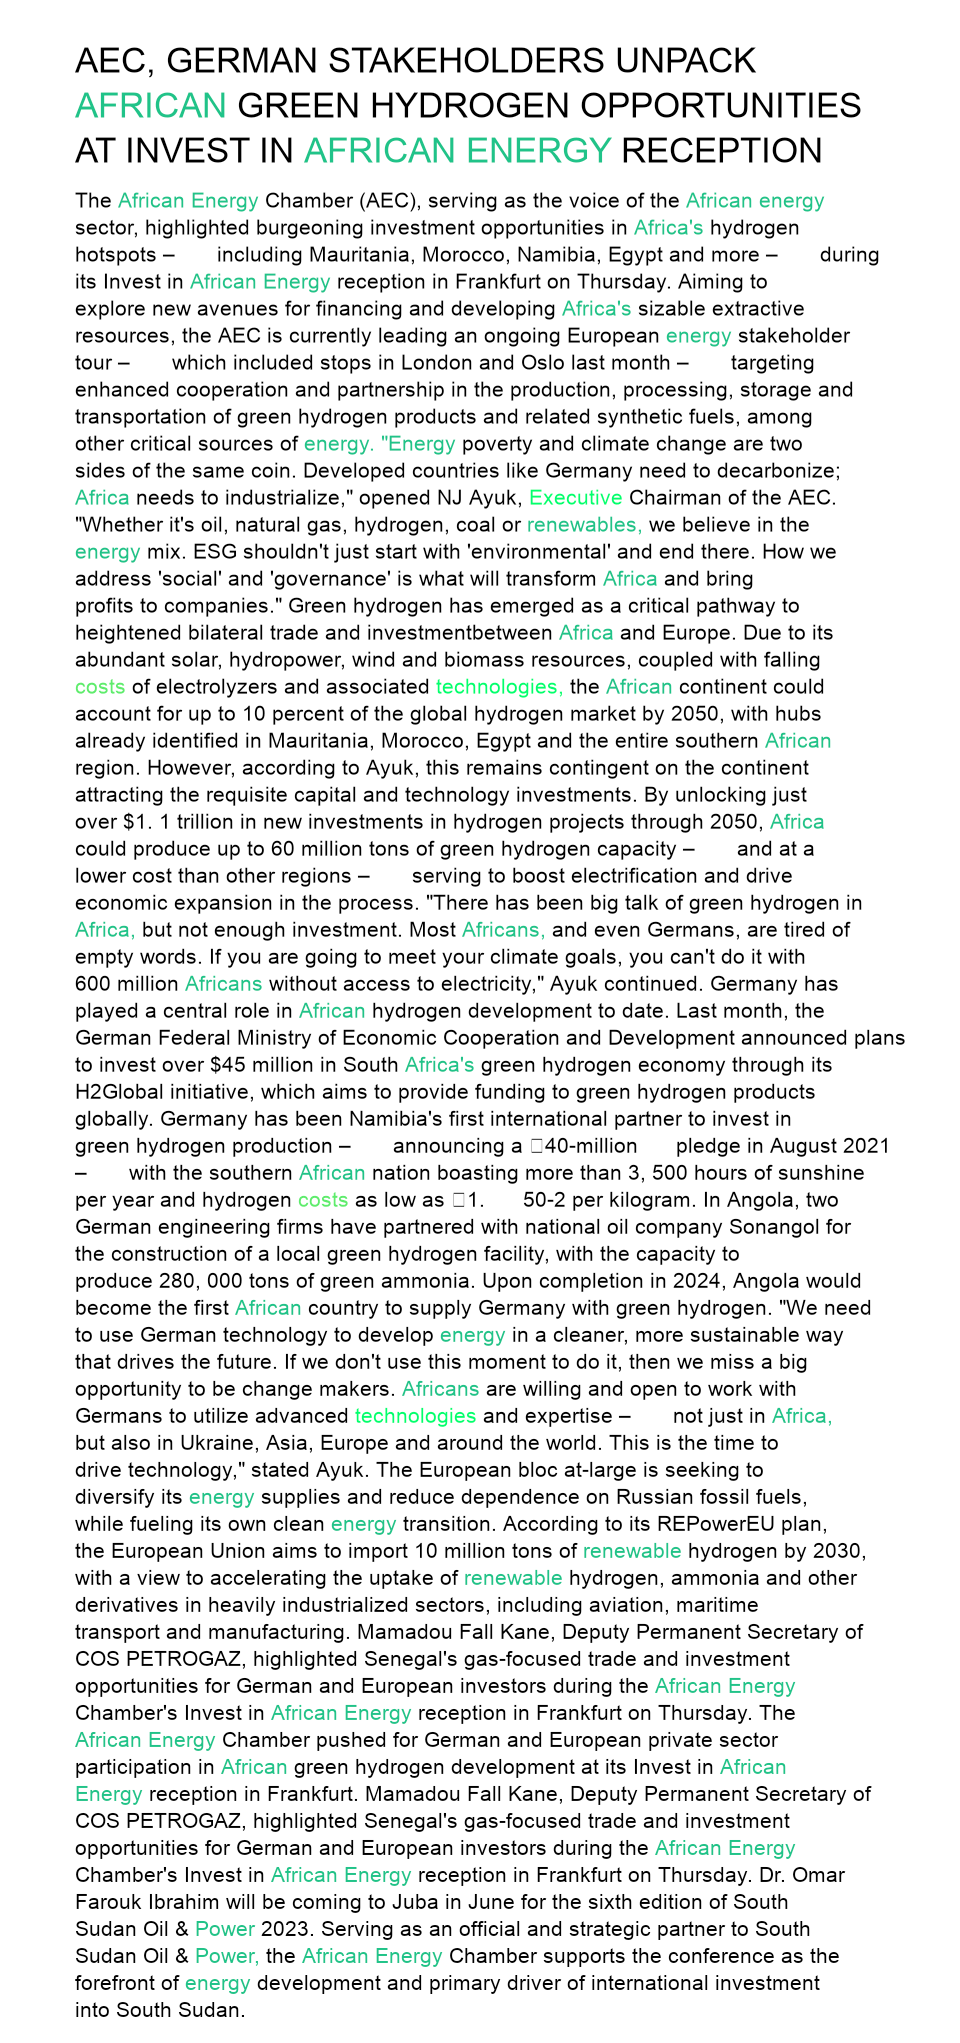 AEC, GERMAN STAKEHOLDERS UNPACK
AFRICAN GREEN HYDROGEN OPPORTUNITIES
AT INVEST IN AFRICAN ENERGY RECEPTION
The African Energy Chamber (AEC), serving as the voice of the African energy
sector, highlighted burgeoning investment opportunities in Africa's hydrogen
hotspots – including Mauritania, Morocco, Namibia, Egypt and more – during
its Invest in African Energy reception in Frankfurt on Thursday. Aiming to
explore new avenues for financing and developing Africa's sizable extractive
resources, the AEC is currently leading an ongoing European energy stakeholder
tour – which included stops in London and Oslo last month – targeting
enhanced cooperation and partnership in the production, processing, storage and
transportation of green hydrogen products and related synthetic fuels, among
other critical sources of energy. "Energy poverty and climate change are two
sides of the same coin. Developed countries like Germany need to decarbonize;
Africa needs to industrialize," opened NJ Ayuk, Executive Chairman of the AEC.
"Whether it's oil, natural gas, hydrogen, coal or renewables, we believe in the
energy mix. ESG shouldn't just start with 'environmental' and end there. How we
address 'social' and 'governance' is what will transform Africa and bring
profits to companies." Green hydrogen has emerged as a critical pathway to
heightened bilateral trade and investmentbetween Africa and Europe. Due to its
abundant solar, hydropower, wind and biomass resources, coupled with falling
costs of electrolyzers and associated technologies, the African continent could
account for up to 10 percent of the global hydrogen market by 2050, with hubs
already identified in Mauritania, Morocco, Egypt and the entire southern African
region. However, according to Ayuk, this remains contingent on the continent
attracting the requisite capital and technology investments. By unlocking just
over $1. 1 trillion in new investments in hydrogen projects through 2050, Africa
could produce up to 60 million tons of green hydrogen capacity – and at a
lower cost than other regions – serving to boost electrification and drive
economic expansion in the process. "There has been big talk of green hydrogen in
Africa, but not enough investment. Most Africans, and even Germans, are tired of
empty words. If you are going to meet your climate goals, you can't do it with
600 million Africans without access to electricity," Ayuk continued. Germany has
played a central role in African hydrogen development to date. Last month, the
German Federal Ministry of Economic Cooperation and Development announced plans
to invest over $45 million in South Africa's green hydrogen economy through its
H2Global initiative, which aims to provide funding to green hydrogen products
globally. Germany has been Namibia's first international partner to invest in
green hydrogen production – announcing a □40-million pledge in August 2021
– with the southern African nation boasting more than 3, 500 hours of sunshine
per year and hydrogen costs as low as □1. 50-2 per kilogram. In Angola, two
German engineering firms have partnered with national oil company Sonangol for
the construction of a local green hydrogen facility, with the capacity to
produce 280, 000 tons of green ammonia. Upon completion in 2024, Angola would
become the first African country to supply Germany with green hydrogen. "We need
to use German technology to develop energy in a cleaner, more sustainable way
that drives the future. If we don't use this moment to do it, then we miss a big
opportunity to be change makers. Africans are willing and open to work with
Germans to utilize advanced technologies and expertise – not just in Africa,
but also in Ukraine, Asia, Europe and around the world. This is the time to
drive technology," stated Ayuk. The European bloc at-large is seeking to
diversify its energy supplies and reduce dependence on Russian fossil fuels,
while fueling its own clean energy transition. According to its REPowerEU plan,
the European Union aims to import 10 million tons of renewable hydrogen by 2030,
with a view to accelerating the uptake of renewable hydrogen, ammonia and other
derivatives in heavily industrialized sectors, including aviation, maritime
transport and manufacturing. Mamadou Fall Kane, Deputy Permanent Secretary of
COS PETROGAZ, highlighted Senegal's gas-focused trade and investment
opportunities for German and European investors during the African Energy
Chamber's Invest in African Energy reception in Frankfurt on Thursday. The
African Energy Chamber pushed for German and European private sector
participation in African green hydrogen development at its Invest in African
Energy reception in Frankfurt. Mamadou Fall Kane, Deputy Permanent Secretary of
COS PETROGAZ, highlighted Senegal's gas-focused trade and investment
opportunities for German and European investors during the African Energy
Chamber's Invest in African Energy reception in Frankfurt on Thursday. Dr. Omar
Farouk Ibrahim will be coming to Juba in June for the sixth edition of South
Sudan Oil & Power 2023. Serving as an official and strategic partner to South
Sudan Oil & Power, the African Energy Chamber supports the conference as the
forefront of energy development and primary driver of international investment
into South Sudan.